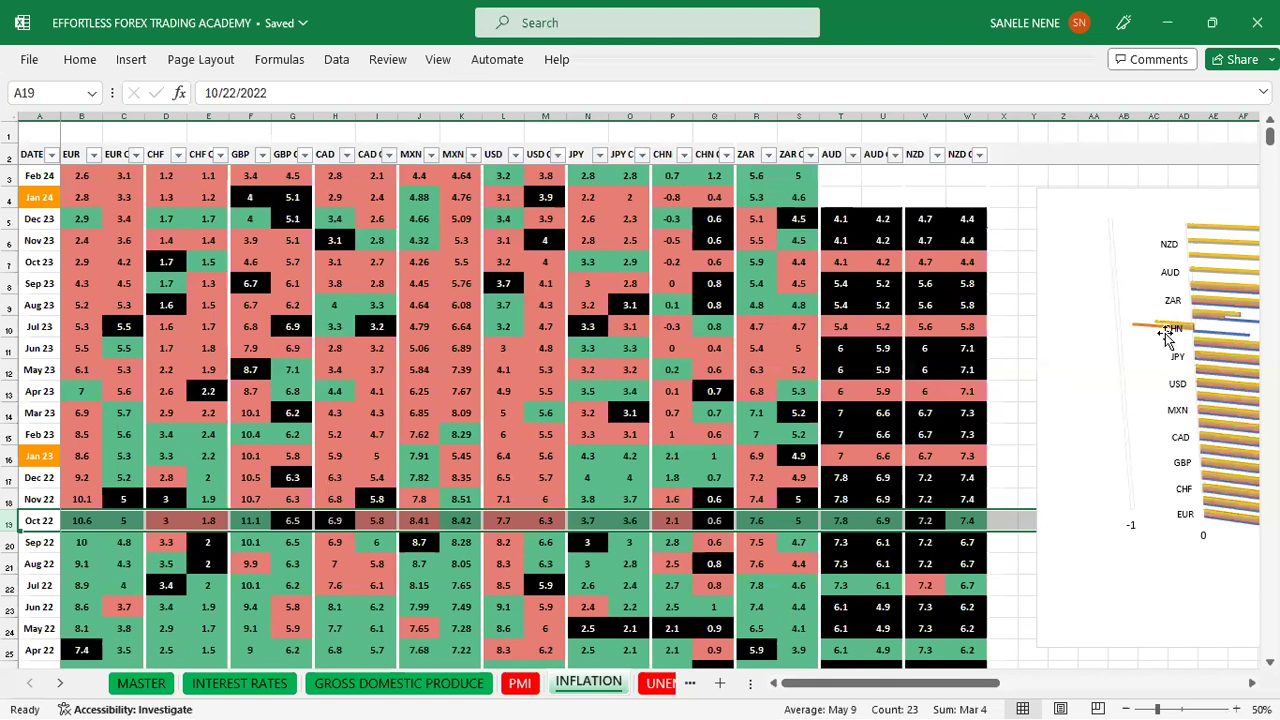 EFFORTLESS FOREX TRADING ACADEMY • Saved
Search
SANELE NENE SN
File Home Insert Page Layout Formulas Data Review View Automate Help Comments Share
A19 fx 10/22/2022
A B C D E F G H I J K L M N O P Q R S T U V W X Y Z AA AB AC AD AE AF
1
2 DATE EUR EUR C CHF CHF C GBP GBP C CAD CAD C MXN MXN USD USD C JPY JPY C CHN CHN C ZAR ZAR C AUD AUD C NZD NZD C
3 Feb 24 2.6 3.1 1.2 1.1 3.4 4.5 2.8 2.1 4.4 4.64 3.2 3.8 2.8 2.8 0.7 1.2 5.6 5
4 Jan 24 2.8 3.3 1.3 1.2 4 5.1 2.9 2.4 4.88 4.76 3.1 3.9 2.2 2 -0.8 0.4 5.3 4.6
5 Dec 23 2.9 3.4 1.7 1.7 4 5.1 3.4 2.6 4.66 5.09 3.4 3.9 2.6 2.3 -0.3 0.6 5.1 4.5 4.1 4.2 4.7 4.4
6 Nov 23 2.4 3.6 1.4 1.4 3.9 5.1 3.1 2.8 4.32 5.3 3.1 4 2.8 2.5 -0.5 0.6 5.5 4.5 4.1 4.2 4.7 4.4
7 Oct 23 2.9 4.2 1.7 1.5 4.6 5.7 3.1 2.7 4.26 5.5 3.2 4 3.3 2.9 -0.2 0.6 5.9 4.4 4.1 4.2 4.7 4.4
8 Sep 23 4.3 4.5 1.7 1.3 6.7 6.1 3.8 2.8 4.45 5.76 3.7 4.1 3 2.8 0 0.8 5.4 4.5 5.4 5.2 5.6 5.8
9 Aug 23 5.2 5.3 1.6 1.5 6.7 6.2 4 3.3 4.64 6.08 3.7 4.3 3.2 3.1 0.1 0.8 4.8 4.8 5.4 5.2 5.6 5.8
10 Jul 23 5.3 5.5 1.6 1.7 6.8 6.9 3.3 3.2 4.79 6.64 3.2 4.7 3.3 3.1 -0.3 0.8 4.7 4.7 5.4 5.2 5.6 5.8
11 Jun 23 5.5 5.5 1.7 1.8 7.9 6.9 2.8 3.2 5.06 6.89 3 4.8 3.3 3.3 0 0.4 5.4 5 6 5.9 6 7.1
12 May 23 6.1 5.3 2.2 1.9 8.7 7.1 3.4 3.7 5.84 7.39 4.1 5.3 3.5 3.2 0.2 0.6 6.3 5.2 6 5.9 6 7.1
13 Apr 23 7 5.6 2.6 2.2 8.7 6.8 4.4 4.1 6.25 7.67 4.9 5.5 3.5 3.4 0.1 0.7 6.8 5.3 6 5.9 6 7.1
14 Mar 23 6.9 5.7 2.9 2.2 10.1 6.2 4.3 4.3 6.85 8.09 5 5.6 3.2 3.1 0.7 0.7 7.1 5.2 7 6.6 6.7 7.3
15 Feb 23 8.5 5.6 3.4 2.4 10.4 6.2 5.2 4.7 7.62 8.29 6 5.5 3.3 3.1 1 0.6 7 5.2 7 6.6 6.7 7.3
16 Jan 23 8.6 5.3 3.3 2.2 10.1 5.8 5.9 5 7.91 5.45 6.4 5.6 4.3 2.1 2.1 1 6.9 4.9 7 6.6 6.7 7.3
17 Dec 22 9.2 5.2 2.8 2 10.5 6.3 6.3 5.4 7.82 8.35 6.5 5.7 4 4 1.8 0.7 7.2 4.9 7.8 6.9 7.2 7.4
18 Nov 22 10.1 5 3 1.9 10.7 6.3 6.8 5.8 7.8 8.51 7.1 6 3.8 3.7 1.6 0.6 7.4 5 7.8 6.9 7.2 7.4
19 Oct 22 10.6 5 3 1.8 11.1 6.5 6.9 5.8 8.41 8.42 7.7 6.3 3.7 3.6 2.1 0.6 7.6 5 7.8 6.9 7.2 7.4
20 Sep 22 10 4.8 3.3 2 10.1 6.5 6.9 6 8.7 8.28 8.2 6.6 3 3 2.8 0.6 7.5 4.7 7.3 6.1 7.2 6.7
21 Aug 22 9.1 4.3 3.5 2 9.9 6.3 7 5.8 8.7 8.05 8.3 6.3 3 2.8 2.5 0.8 7.6 4.4 7.3 6.1 7.2 6.7
22 Jul 22 8.9 4 3.4 2 10.1 6.2 7.6 6.1 8.15 7.65 8.5 5.9 2.6 2.4 2.7 0.8 7.8 4.6 7.3 6.1 7.2 6.7
23 Jun 22 8.6 3.7 3.4 1.9 9.4 5.8 8.1 6.2 7.99 7.49 9.1 5.9 2.4 2.2 2.5 1 7.4 4.4 6.1 4.9 7.3 6.2
24 May 22 8.1 3.8 2.9 1.7 9.1 5.9 7.7 6.1 7.65 7.28 8.6 6 2.5 2.1 2.1 0.9 6.5 4.1 6.1 4.9 7.3 6.2
25 Apr 22 7.4 3.5 2.5 1.5 9 6.2 6.8 5.7 7.68 7.22 8.3 6.2 2.5 2.1 2.1 0.9 5.9 3.9 6.1 4.9 7.3 6.2
NZD
AUD
ZAR
CHN
JPY
USD
MXN
CAD
GBP
CHF
EUR
-1 0
MASTER INTEREST RATES GROSS DOMESTIC PRODUCE PMI INFLATION UNEM
Ready Accessibility: Investigate Average: May 9 Count: 23 Sum: Mar 4 50%